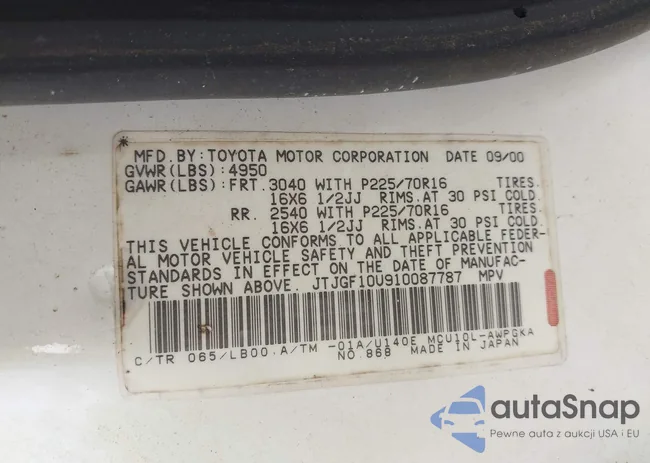 MFD.BY:TOYOTA MOTOR CORPORATION DATE 09/00
GVWR(LBS):4950
GAWR(LBS):FRT.3040 WITH P225/70R16 TIRES.
16X6 1/2JJ RIMS.AT 30 PSI COLD.
RR. 2540 WITH P225/70R16 TIRES.
16X6 1/2JJ RIMS.AT 30 PSI COLD.
THIS VEHICLE CONFORMS TO ALL APPLICABLE FEDER-
AL MOTOR VEHICLE SAFETY AND THEFT PREVENTION
STANDARDS IN EFFECT ON THE DATE OF MANUFAC-
TURE SHOWN ABOVE. JTJGF10U910087787 MPV
C/TR 065/LB00.A/TM -01A/U140E MCU10L-AWPGKA
NO.868 MADE IN JAPAN
autaSnap
Pewne auta z aukcji USA i EU